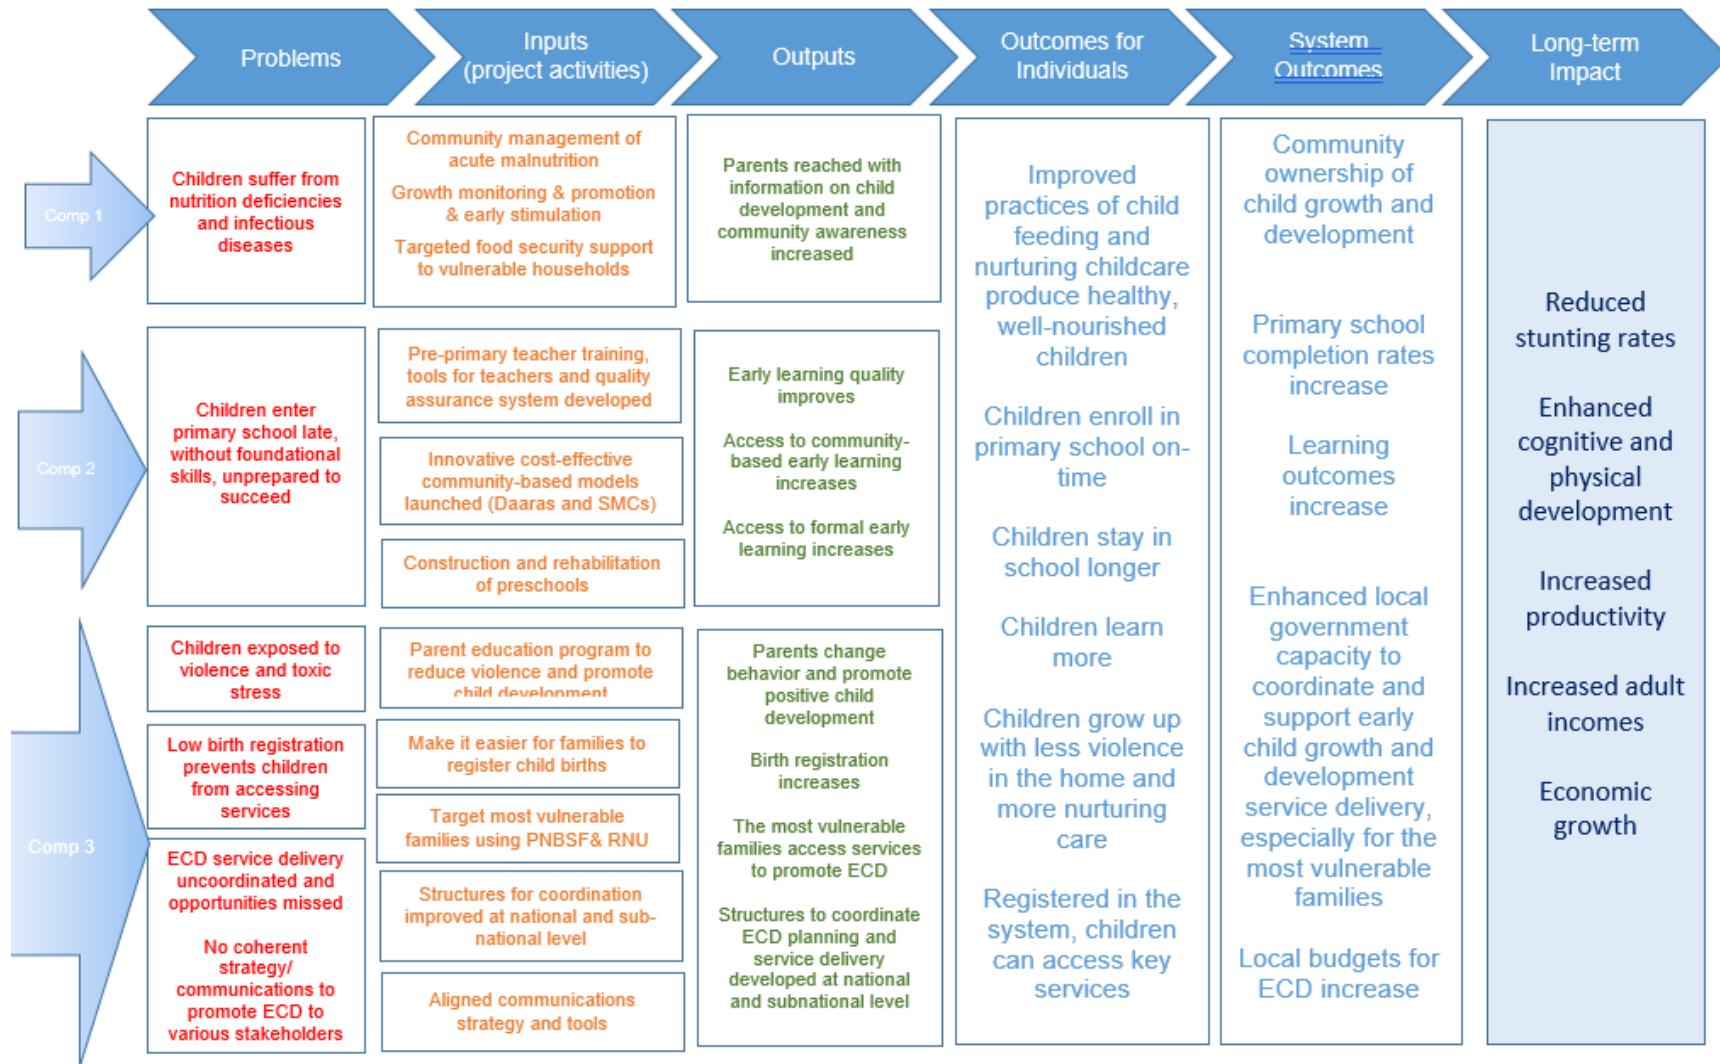 Problems
Inputs
(project activities)
Outputs
Outcomes for
Individuals
System
Outcomes
Long-term
Impact
Comp 1
Children suffer from
nutrition deficiencies
and infectious
diseases
Community management of
acute malnutrition
Growth monitoring & promotion
& early stimulation
Targeted food security support
to vulnerable households
Parents reached with
information on child
development and
community awareness
increased
Comp 2
Children enter
primary school late,
without foundational
skills, unprepared to
succeed
Pre-primary teacher training,
tools for teachers and quality
assurance system developed
Innovative cost-effective
community-based models
launched (Daaras and SMCs)
Construction and rehabilitation
of preschools
Early learning quality
improves
Access to community-
based early learning
increases
Access to formal early
learning increases
Comp 3
Children exposed to
violence and toxic
stress
Low birth registration
prevents children
from accessing
services
ECD service delivery
uncoordinated and
opportunities missed
No coherent
strategy/
communications to
promote ECD to
various stakeholders
Parent education program to
reduce violence and promote
child development
Make it easier for families to
register child births
Target most vulnerable
families using PNBSF& RNU
Structures for coordination
improved at national and sub-
national level
Aligned communications
strategy and tools
Parents change
behavior and promote
positive child
development
Birth registration
increases
The most vulnerable
families access services
to promote ECD
Structures to coordinate
ECD planning and
service delivery
developed at national
and subnational level
Improved
practices of child
feeding and
nurturing childcare
produce healthy,
well-nourished
children
Children enroll in
primary school on-
time
Children stay in
school longer
Children learn
more
Children grow up
with less violence
in the home and
more nurturing
care
Registered in the
system, children
can access key
services
Community
ownership of
child growth and
development
Primary school
completion rates
increase
Learning
outcomes
increase
Enhanced local
government
capacity to
coordinate and
support early
child growth and
development
service delivery,
especially for the
most vulnerable
families
Local budgets for
ECD increase
Reduced
stunting rates
Enhanced
cognitive and
physical
development
Increased
productivity
Increased adult
incomes
Economic
growth